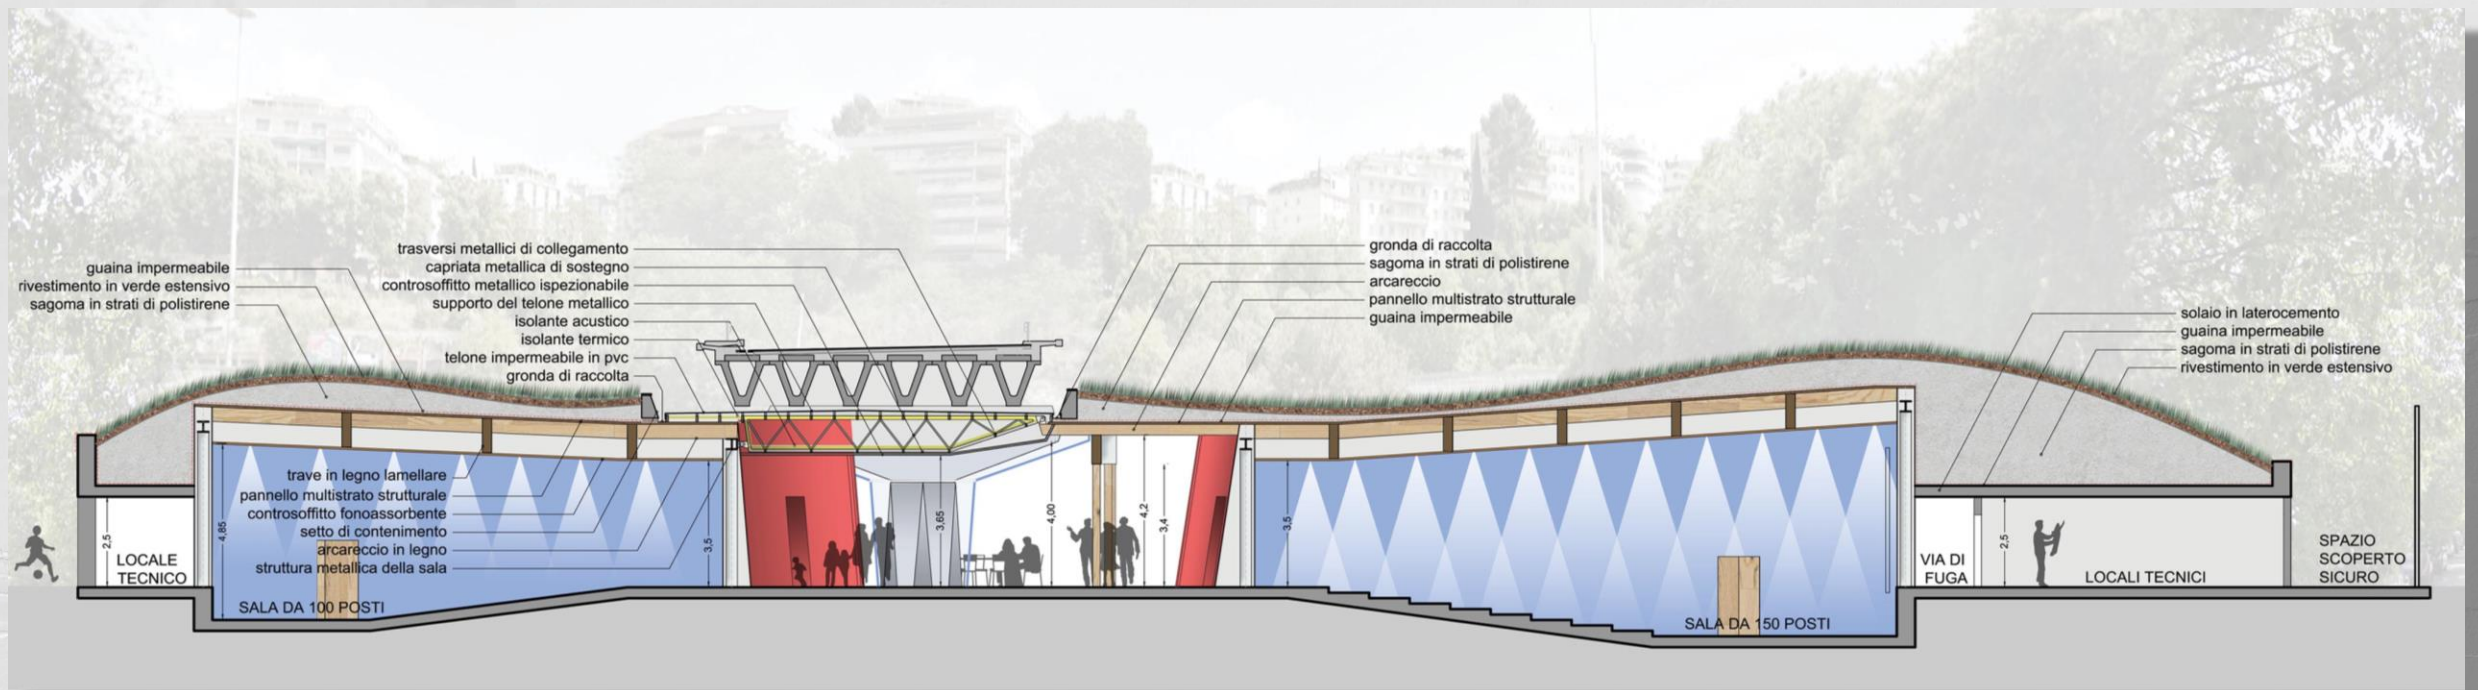 guaina impermeabile
rivestimento in verde estensivo
sagoma in strati di polistirene
trasversi metallici di collegamento
capriata metallica di sostegno
controsoffitto metallico ispezionabile
supporto del telone metallico
isolante acustico
isolante termico
telone impermeabile in pvc
gronda di raccolta
gronda di raccolta
sagoma in strati di polistirene
arcareccio
pannello multistrato strutturale
guaina impermeabile
solaio in laterocemento
guaina impermeabile
sagoma in strati di polistirene
rivestimento in verde estensivo
trave in legno lamellare
pannello multistrato strutturale
controsoffitto fonoassorbente
setto di contenimento
arcareccio in legno
struttura metallica della sala
2,5
LOCALE
TECNICO
4,85
SALA DA 100 POSTI
3,5
3,65
4,00
4,2
3,4
3,5
SALA DA 150 POSTI
VIA DI
FUGA
2,5
LOCALI TECNICI
SPAZIO
SCOPERTO
SICURO